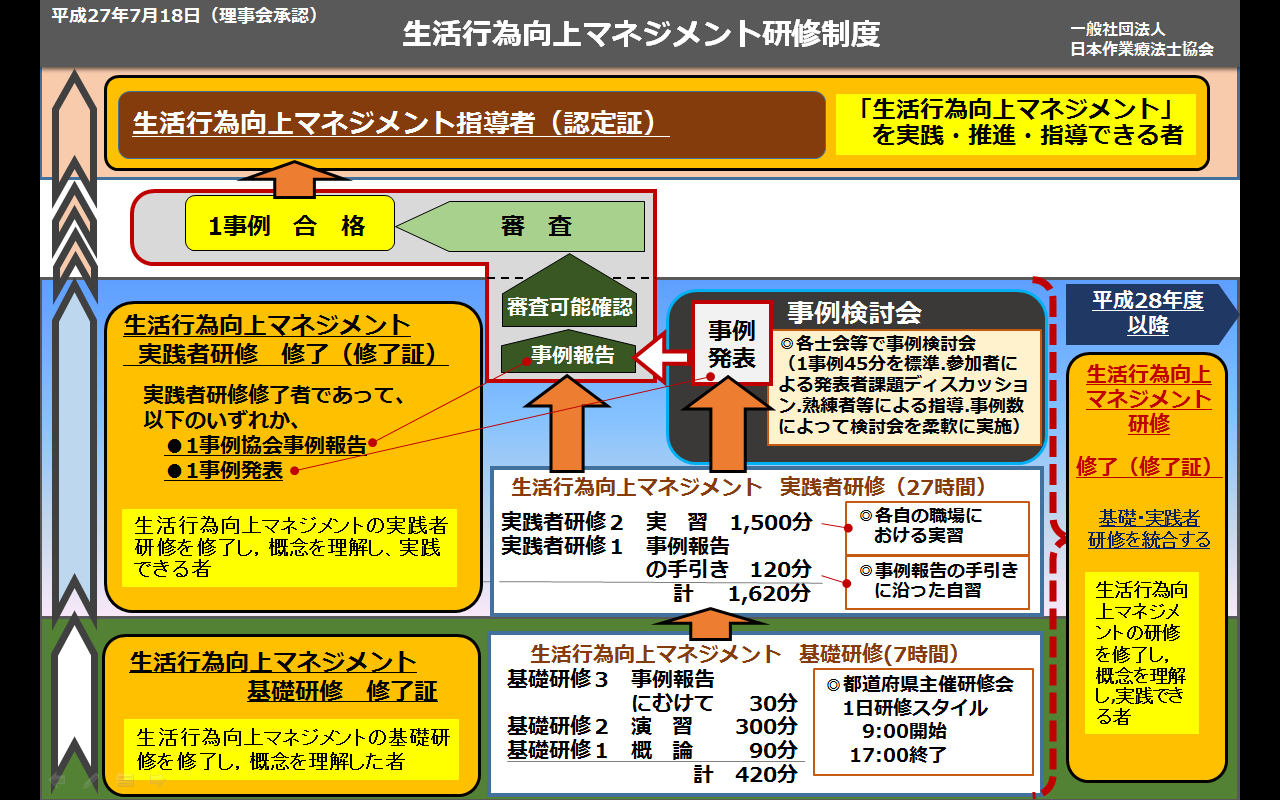 平成27年7月18日（理事会承認）
生活行為向上マネジメント研修制度
一般社団法人
日本作業療法士協会
生活行為向上マネジメント指導者（認定証）
「生活行為向上マネジメント」
を実践・推進・指導できる者
1事例　合　格
審　査
審査可能確認
事例報告
事例
発表
事例検討会
◎各士会等で事例検討会
（1事例45分を標準.参加者に
よる発表者課題ディスカッショ
ン.熟練者等による指導.事例数
によって検討会を柔軟に実施）
平成28年度
以降
生活行為向上マネジメント
実践者研修　修了（修了証）
実践者研修修了者であって、
以下のいずれか、
●1事例協会事例報告
●1事例発表
生活行為向上マネジメントの実践者
研修を修了し，概念を理解し、実践
できる者
生活行為向上マネジメント　実践者研修（27時間）
実践者研修２　実　習　1,500分
実践者研修１　事例報告
の手引き　120分
計　1,620分
◎各自の職場に
おける実習
◎事例報告の手引き
に沿った自習
生活行為向上
マネジメント
研修
修了（修了証）
基礎・実践者
研修を統合する
生活行為向
上マネジメ
ントの研修
を修了し，
概念を理解
し,実践でき
る者
生活行為向上マネジメント
基礎研修　修了証
生活行為向上マネジメントの基礎研
修を修了し，概念を理解した者
生活行為向上マネジメント　基礎研修(7時間）
基礎研修３　事例報告
にむけて　30分
基礎研修２　演　習　300分
基礎研修１　概　論　90分
計　420分
◎都道府県主催研修会
1日研修スタイル
9:00開始
17:00終了